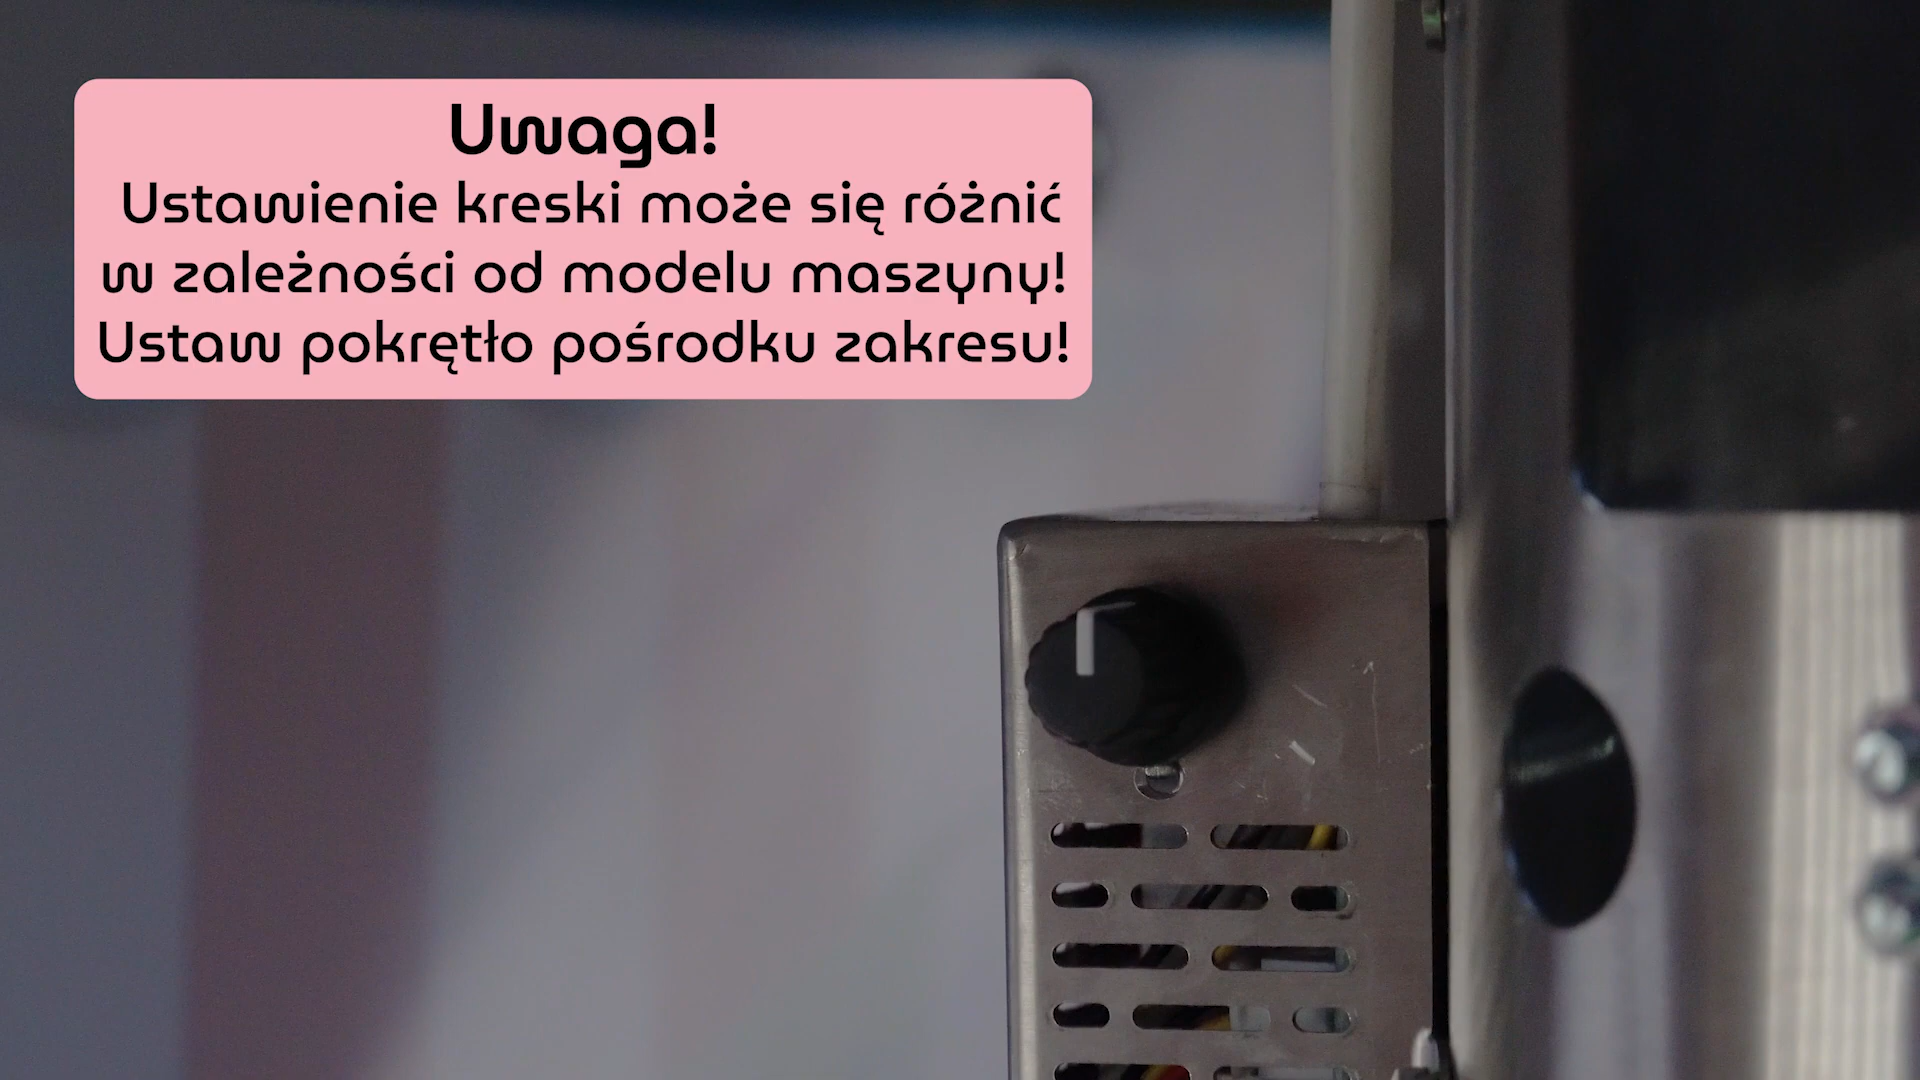 Uwaga!
Ustawienie kreski może się różnić
w zależności od modelu maszyny!
Ustaw pokrętło pośrodku zakresu!